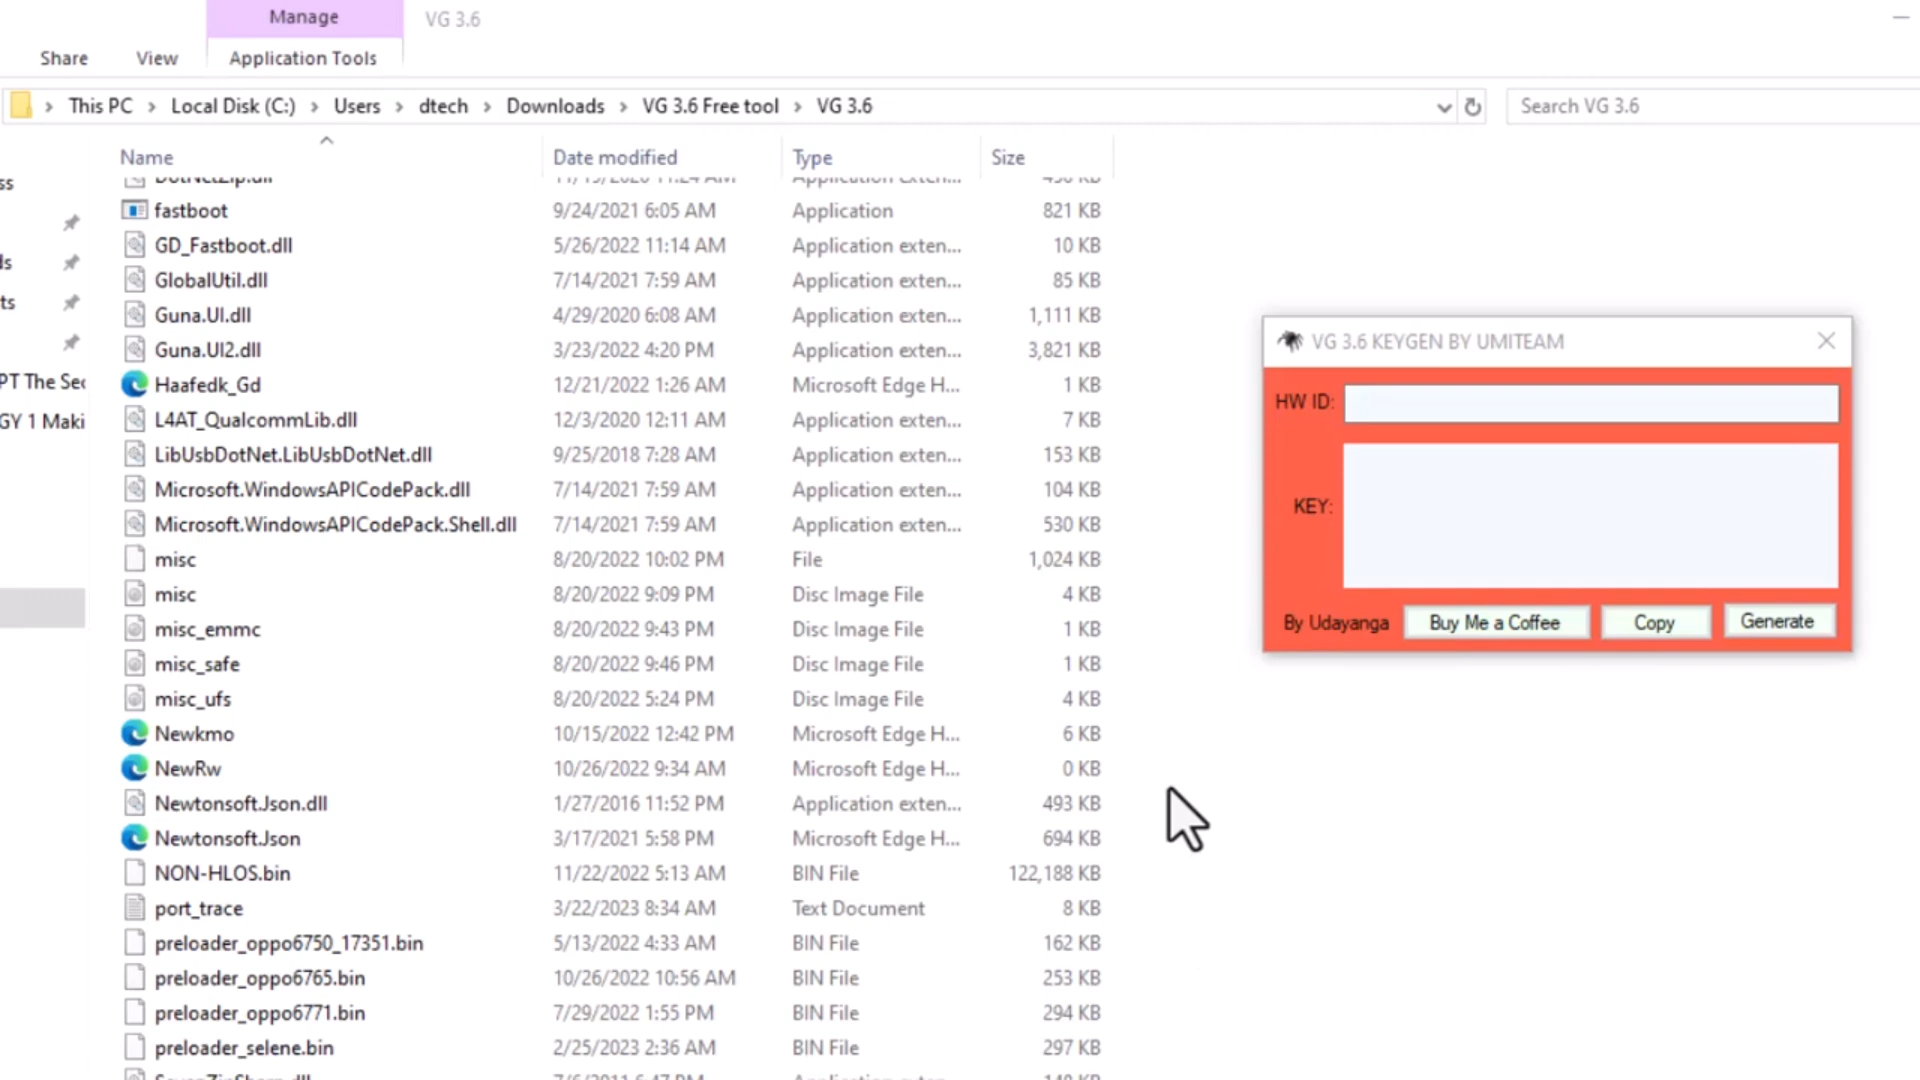 Manage
VG 3.6
Share
View
Application Tools
This PC > Local Disk (C:) > Users > dtech > Downloads > VG 3.6 Free tool > VG 3.6
Search VG 3.6
Name Date modified Type Size
fastboot 9/24/2021 6:05 AM Application 821 KB
GD_Fastboot.dll 5/26/2022 11:14 AM Application exten... 10 KB
GlobalUtil.dll 7/14/2021 7:59 AM Application exten... 85 KB
Guna.UI.dll 4/29/2020 6:08 AM Application exten... 1,111 KB
Guna.UI2.dll 3/23/2022 4:20 PM Application exten... 3,821 KB
Haafedk_Gd 12/21/2022 1:26 AM Microsoft Edge H... 1 KB
L4AT_QualcommLib.dll 12/3/2020 12:11 AM Application exten... 7 KB
LibUsbDotNet.LibUsbDotNet.dll 9/25/2018 7:28 AM Application exten... 153 KB
Microsoft.WindowsAPICodePack.dll 7/14/2021 7:59 AM Application exten... 104 KB
Microsoft.WindowsAPICodePack.Shell.dll 7/14/2021 7:59 AM Application exten... 530 KB
misc 8/20/2022 10:02 PM File 1,024 KB
misc 8/20/2022 9:09 PM Disc Image File 4 KB
misc_emmc 8/20/2022 9:43 PM Disc Image File 1 KB
misc_safe 8/20/2022 9:46 PM Disc Image File 1 KB
misc_ufs 8/20/2022 5:24 PM Disc Image File 4 KB
Newkmo 10/15/2022 12:42 PM Microsoft Edge H... 6 KB
NewRw 10/26/2022 9:34 AM Microsoft Edge H... 0 KB
Newtonsoft.Json.dll 1/27/2016 11:52 PM Application exten... 493 KB
Newtonsoft.Json 3/17/2021 5:58 PM Microsoft Edge H... 694 KB
NON-HLOS.bin 11/22/2022 5:13 AM BIN File 122,188 KB
port_trace 3/22/2023 8:34 AM Text Document 8 KB
preloader_oppo6750_17351.bin 5/13/2022 4:33 AM BIN File 162 KB
preloader_oppo6765.bin 10/26/2022 10:56 AM BIN File 253 KB
preloader_oppo6771.bin 7/29/2022 1:55 PM BIN File 294 KB
preloader_selene.bin 2/25/2023 2:36 AM BIN File 297 KB
ss
ds
ts
PT The Sec
GY 1 Maki
VG 3.6 KEYGEN BY UMITEAM
HW ID:
KEY:
By Udayanga
Buy Me a Coffee
Copy
Generate